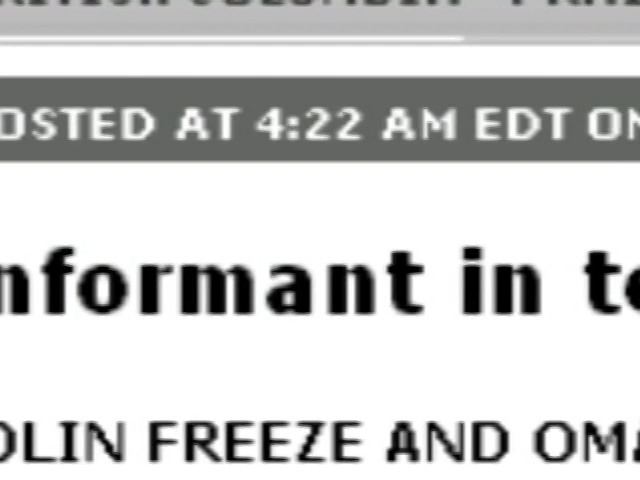 OSTED AT 4:22 AM EDT ON
nformant in te
OLIN FREEZE AND OMA